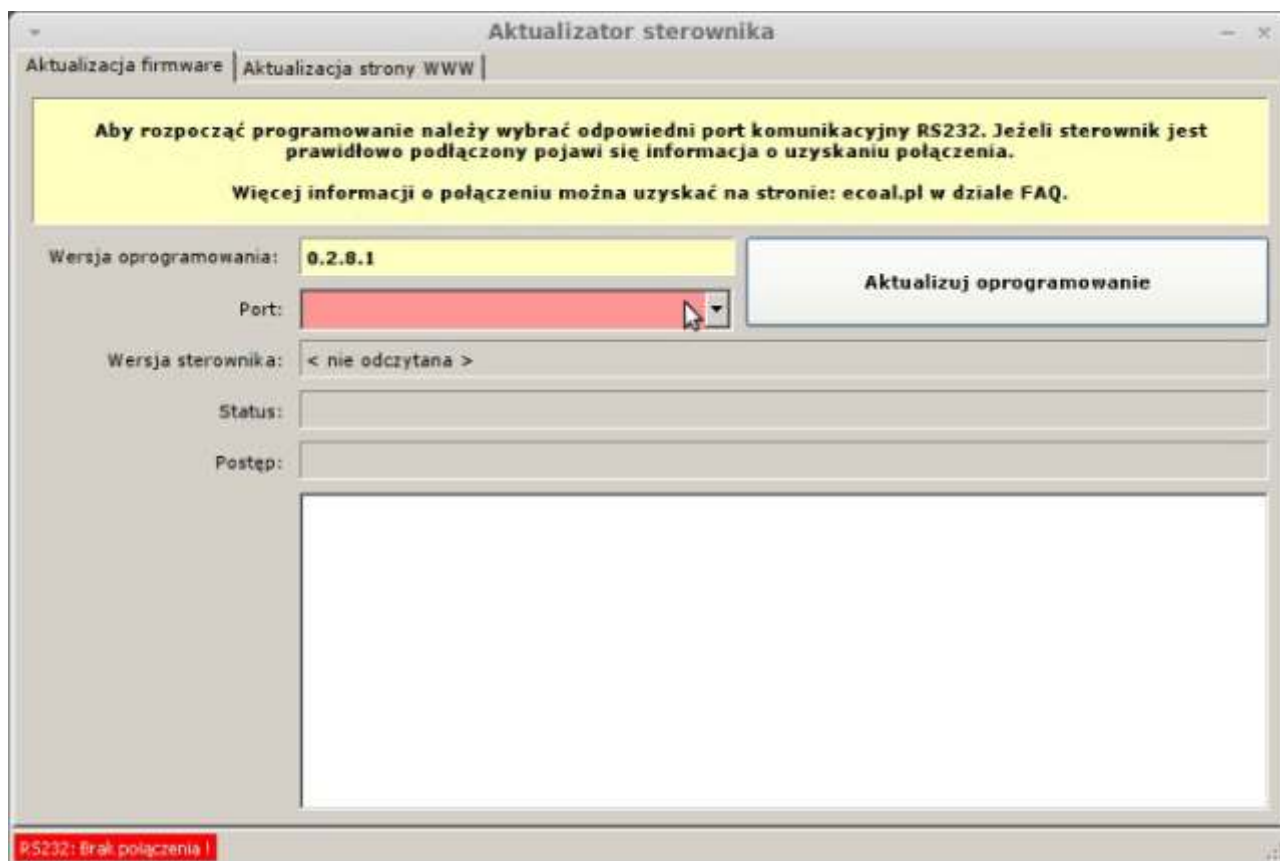 Aktualizator sterownika
Aktualizacja firmware
Aktualizacja strony WWW
Aby rozpocząć programowanie należy wybrać odpowiedni port komunikacyjny RS232. Jeżeli sterownik jest
prawidłowo podłączony pojawi się informacja o uzyskaniu połączenia.
Więcej informacji o połączeniu można uzyskać na stronie: ecoal.pl w dziale FAQ.
Wersja oprogramowania: 0.2.8.1
Aktualizuj oprogramowanie
Port:
Wersja sterownika: < nie odczytana >
Status:
Postęp:
RS232: Brak połączenia !